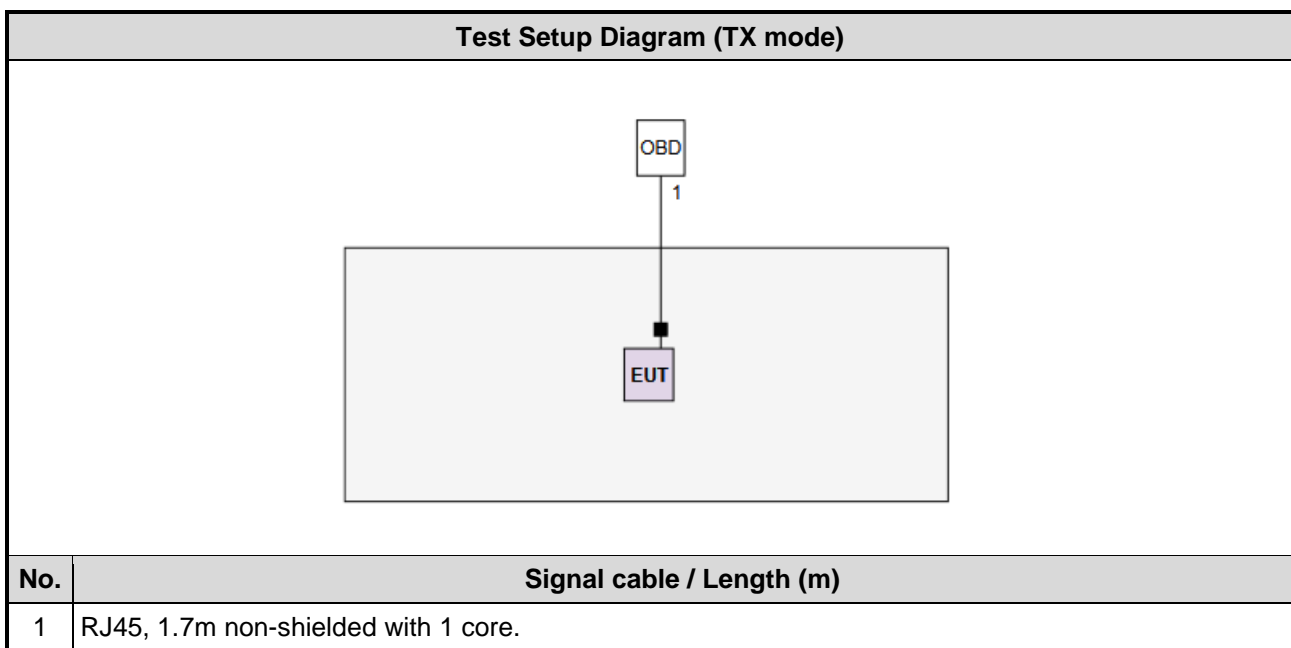 Test Setup Diagram (TX mode)
OBD
1
EUT
No. Signal cable / Length (m)
1 RJ45, 1.7m non-shielded with 1 core.